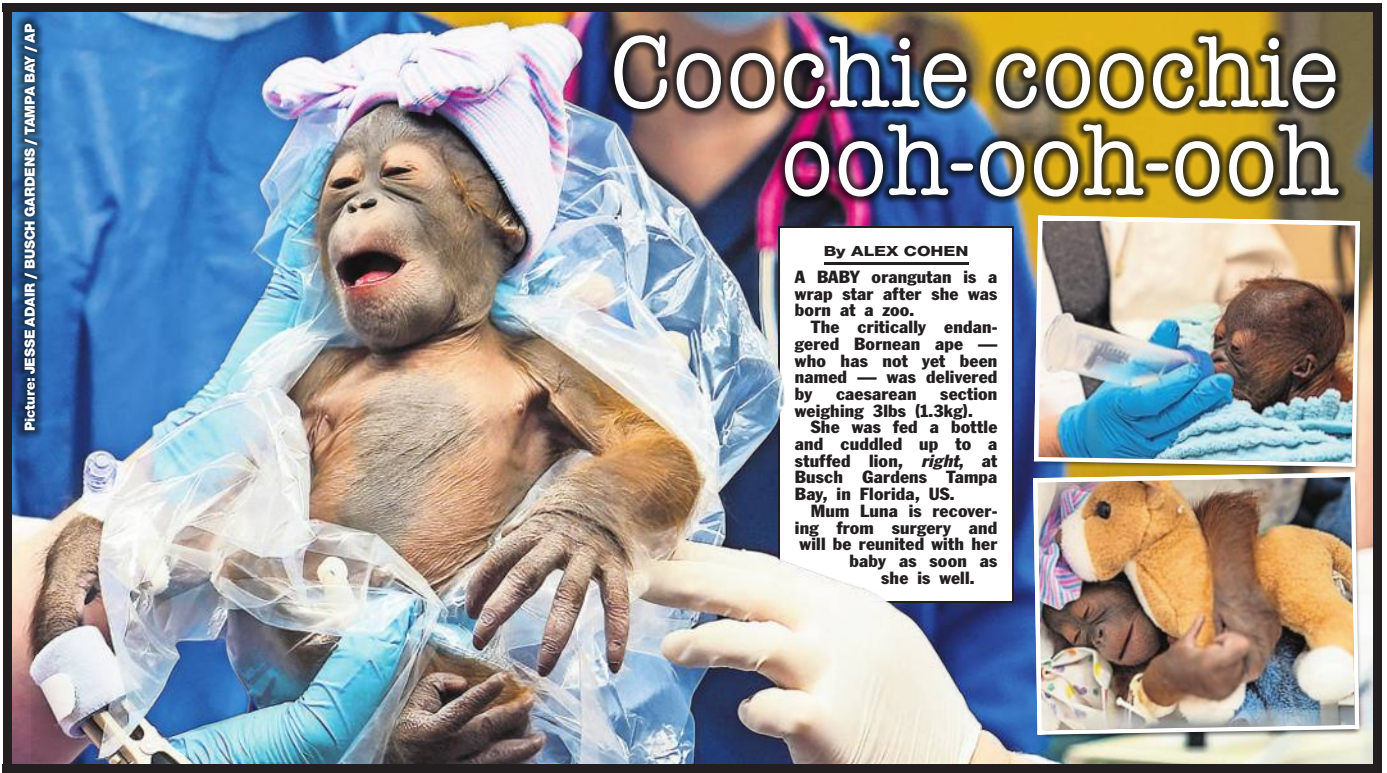 Coochie coochie
ooh-ooh-ooh
Picture: JESSE ADAIR / BUSCH GARDENS / TAMPA BAY / AP
By ALEX COHEN
A BABY orangutan is a
wrap star after she was
born at a zoo.
The critically endan-
gered Bornean ape —
who has not yet been
named — was delivered
by caesarean section
weighing 3lbs (1.3kg).
She was fed a bottle
and cuddled up to a
stuffed lion, right, at
Busch Gardens Tampa
Bay, in Florida, US.
Mum Luna is recover-
ing from surgery and
will be reunited with her
baby as soon as
she is well.